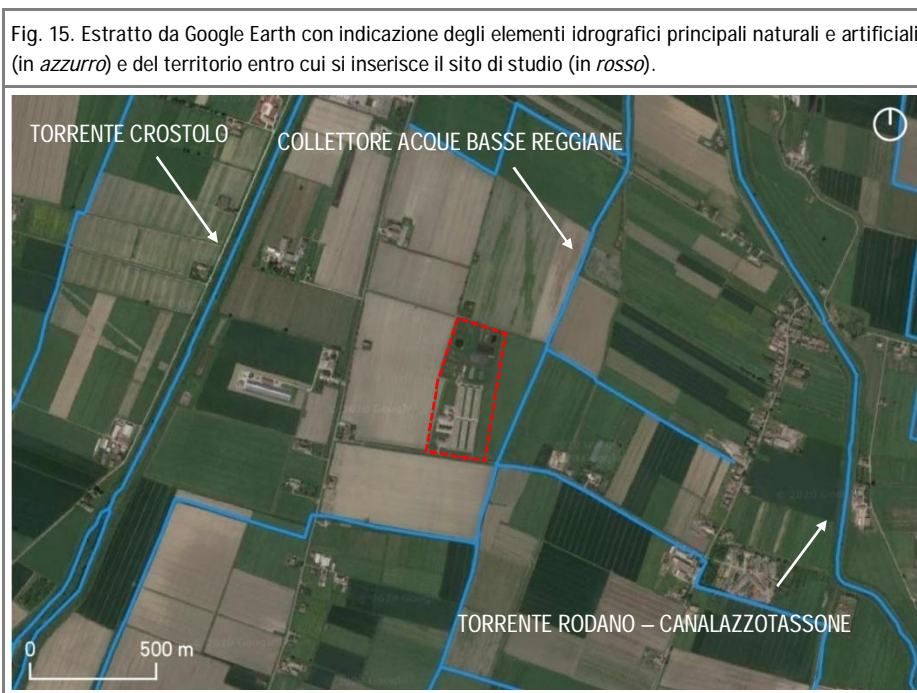 Fig. 15. Estratto da Google Earth con indicazione degli elementi idrografici principali naturali e artificiali
(in azzurro) e del territorio entro cui si inserisce il sito di studio (in rosso).
TORRENTE CROSTOLO
COLLETTORE ACQUE BASSE REGGIANE
TORRENTE RODANO – CANALAZZOTASSONE
0
500 m